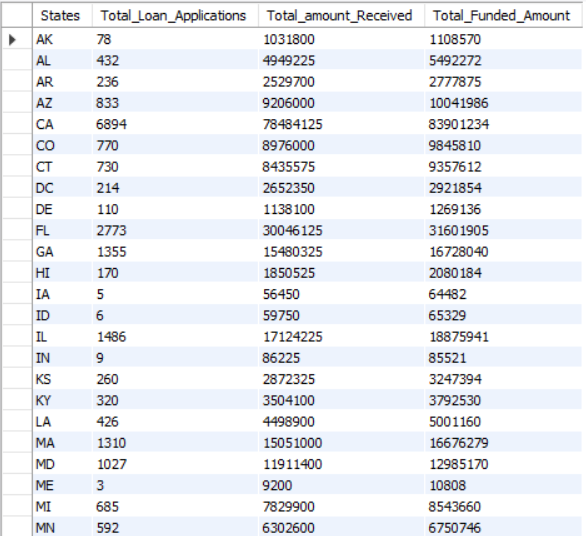 States Total_Loan_Applications Total_amount_Received Total_Funded_Amount
AK 78 1031800 1108570
AL 432 4949225 5492272
AR 236 2529700 2777875
AZ 833 9206000 10041986
CA 6894 78484125 83901234
CO 770 8976000 9845810
CT 730 8435575 9357612
DC 214 2652350 2921854
DE 110 1138100 1269136
FL 2773 30046125 31601905
GA 1355 15480325 16728040
HI 170 1850525 2080184
IA 5 56450 64482
ID 6 59750 65329
IL 1486 17124225 18875941
IN 9 86225 85521
KS 260 2872325 3247394
KY 320 3504100 3792530
LA 426 4498900 5001160
MA 1310 15051000 16676279
MD 1027 11911400 12985170
ME 3 9200 10808
MI 685 7829900 8543660
MN 592 6302600 6750746